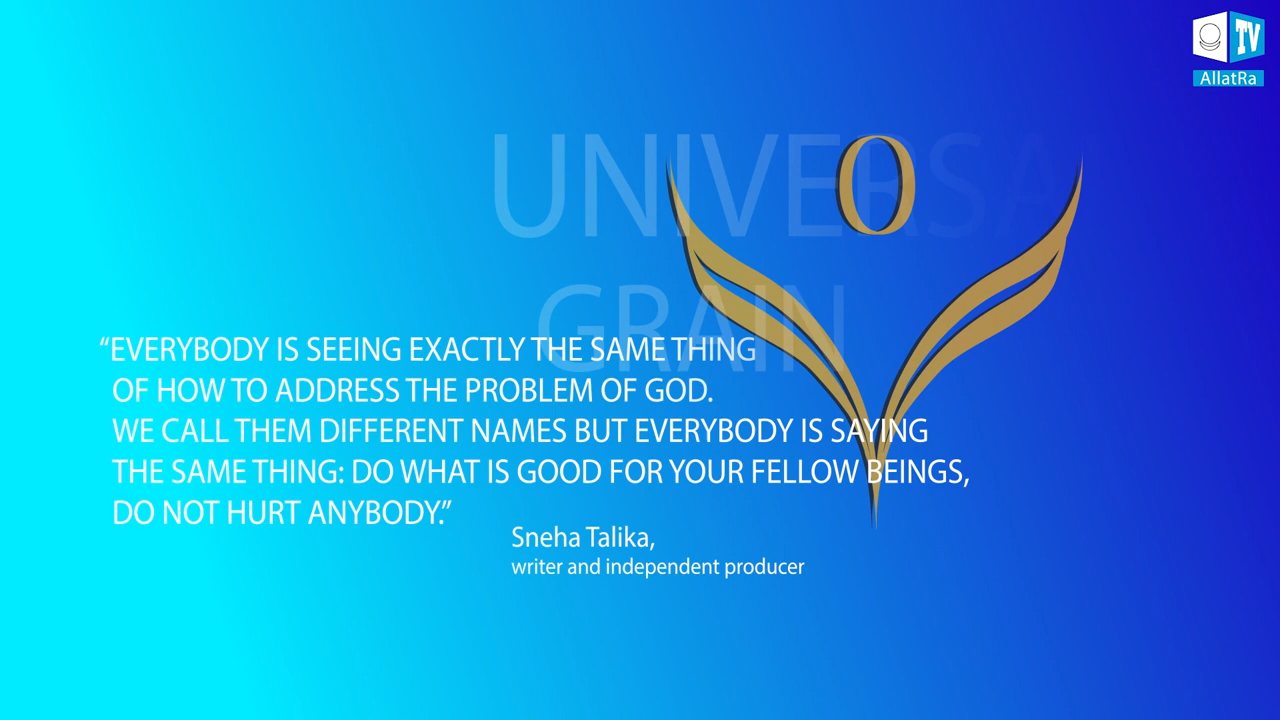 TV
AllatRa
UNIVERSAL
GRAIN
“EVERYBODY IS SEEING EXACTLY THE SAME THING
OF HOW TO ADDRESS THE PROBLEM OF GOD.
WE CALL THEM DIFFERENT NAMES BUT EVERYBODY IS SAYING
THE SAME THING: DO WHAT IS GOOD FOR YOUR FELLOW BEINGS,
DO NOT HURT ANYBODY.”
Sneha Talika,
writer and independent producer